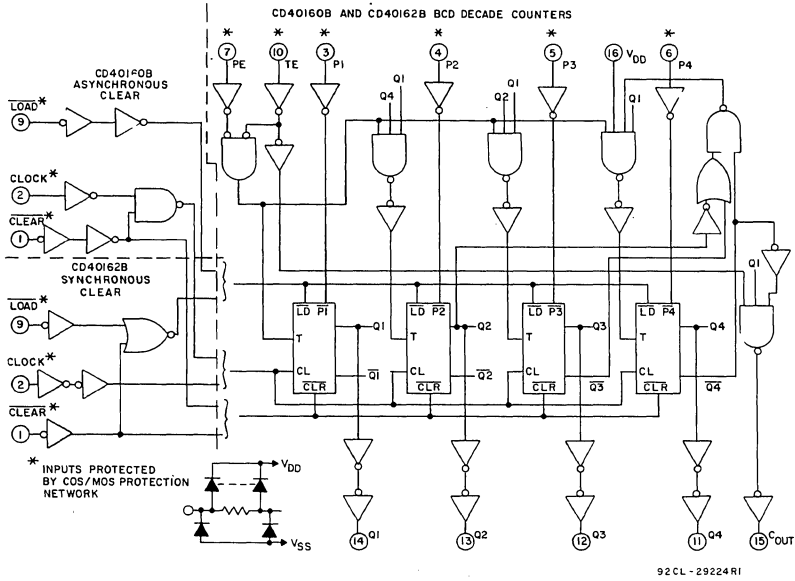 CD40160B AND CD40162B BCD DECADE COUNTERS
* * * * * *
7 PE 10 TE 3 P1 4 P2 5 P3 16 VDD 6 P4
CD40160B
ASYNCHRONOUS
CLEAR
LOAD*
9
CLOCK*
2
CLEAR*
1
Q4 Q1
Q2 Q1
Q1
CD40162B
SYNCHRONOUS
CLEAR
LOAD*
9
CLOCK*
2
CLEAR*
1
Q1
LD P1 LD P2 LD P3 LD P4
T Q1 T Q2 T Q3 T Q4
CL Q1 CL Q2 CL Q3 CL Q4
CLR CLR CLR CLR
* INPUTS PROTECTED
BY COS/MOS PROTECTION
NETWORK
VDD
VSS
14 Q1 13 Q2 12 Q3 11 Q4 15 COUT
92CL-29224R1